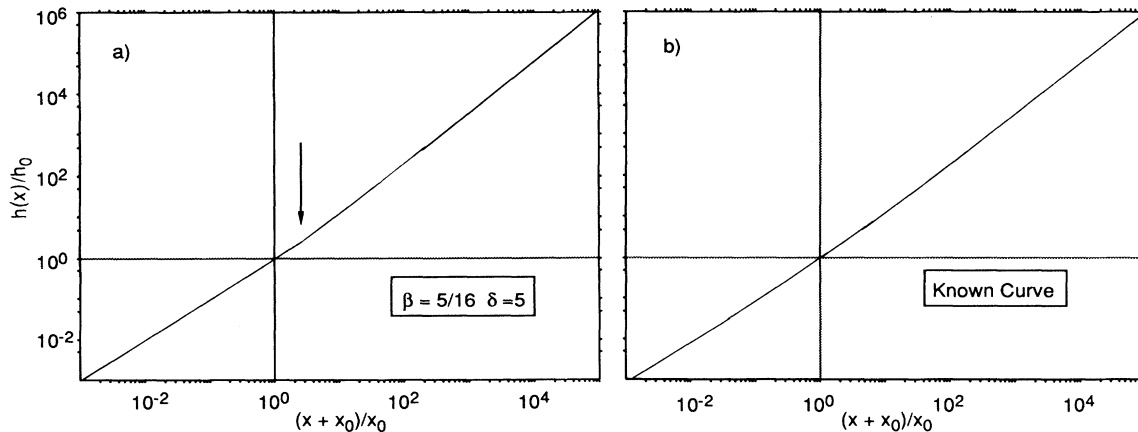 a)
b)
10^6
10^4
10^2
10^0
10^-2
h(x)/h_0
β = 5/16 δ =5
Known Curve
10^-2 10^0 10^2 10^4
10^-2 10^0 10^2 10^4
(x + x_0)/x_0
(x + x_0)/x_0